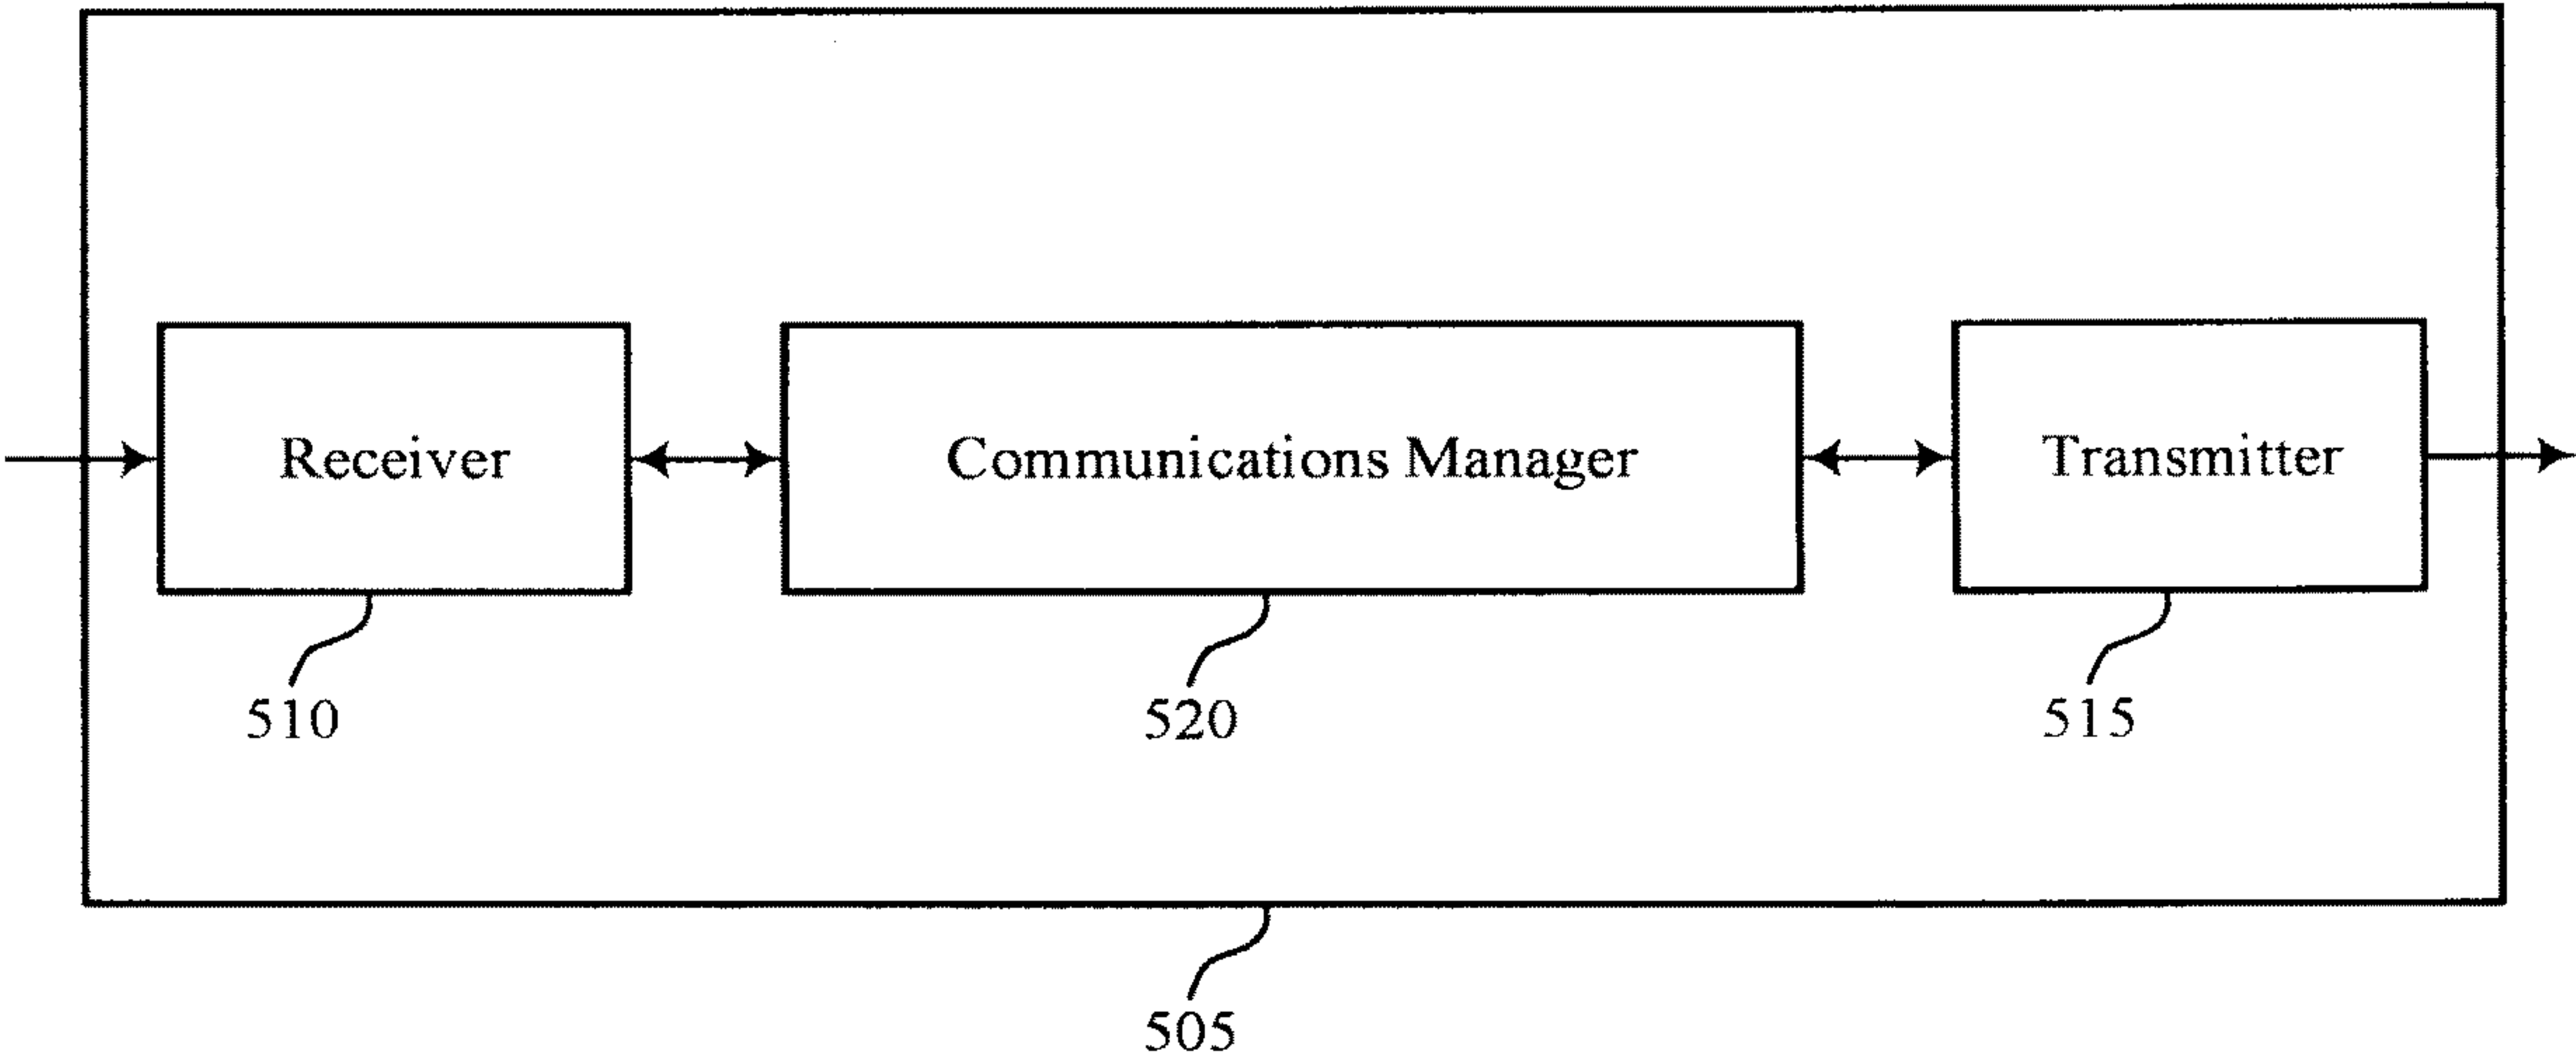 Receiver
Communications Manager
Transmitter
510
520
515
505